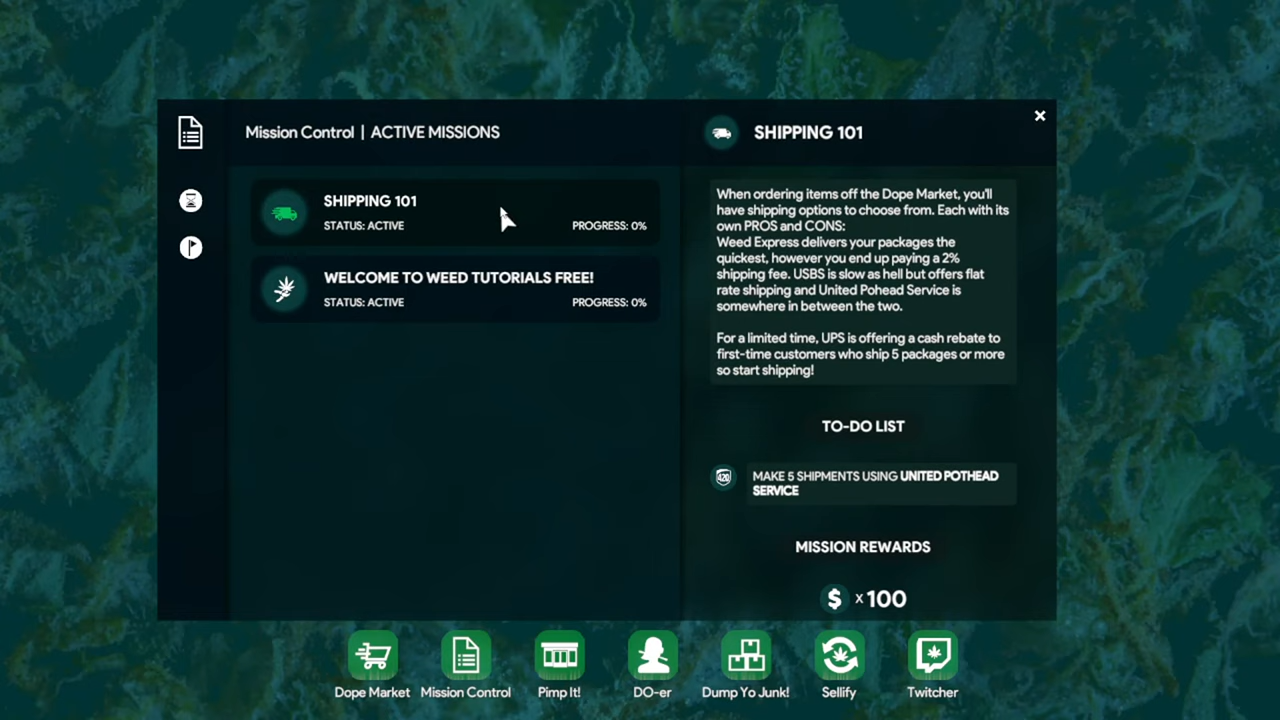 Mission Control | ACTIVE MISSIONS
SHIPPING 101
STATUS: ACTIVE
PROGRESS: 0%
WELCOME TO WEED TUTORIALS FREE!
STATUS: ACTIVE
PROGRESS: 0%
SHIPPING 101
When ordering items off the Dope Market, you'll
have shipping options to choose from. Each with its
own PROS and CONS:
Weed Express delivers your packages the
quickest, however you end up paying a 2%
shipping fee. USBS is slow as hell but offers flat
rate shipping and United Pohead Service is
somewhere in between the two.
For a limited time, UPS is offering a cash rebate to
first-time customers who ship 5 packages or more
so start shipping!
TO-DO LIST
420
MAKE 5 SHIPMENTS USING UNITED POTHEAD
SERVICE
MISSION REWARDS
$ x 100
Dope Market
Mission Control
Pimp It!
DO-er
Dump Yo Junk!
Sellify
Twitcher